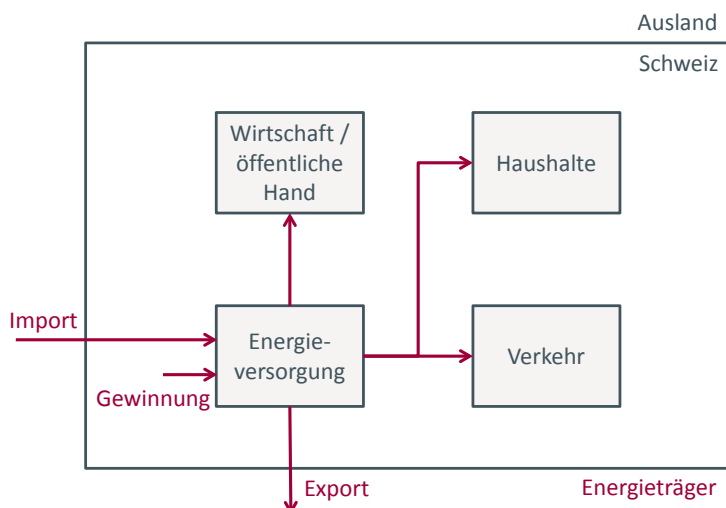 Ausland
Schweiz
Wirtschaft /
öffentliche
Hand
Haushalte
Import
Energie-
versorgung
Verkehr
Gewinnung
Export
Energieträger